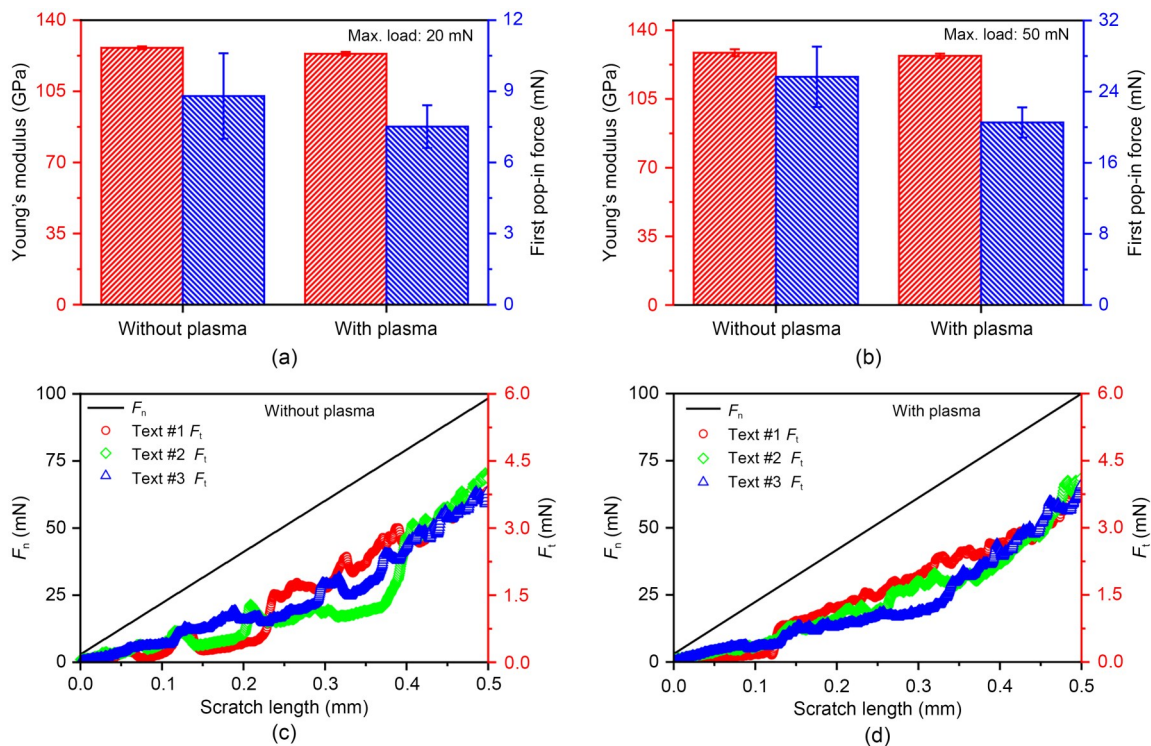 Max. load: 20 mN
Young's modulus (GPa)
140
105
70
35
0
First pop-in force (mN)
12
9
6
3
0
Without plasma
With plasma
(a)
Max. load: 50 mN
Young's modulus (GPa)
140
105
70
35
0
First pop-in force (mN)
32
24
16
8
0
Without plasma
With plasma
(b)
Without plasma
Fn
Text #1 Ft
Text #2 Ft
Text #3 Ft
Fn (mN)
100
75
50
25
0
Ft (mN)
6.0
4.5
3.0
1.5
0.0
0.0 0.1 0.2 0.3 0.4 0.5
Scratch length (mm)
(c)
With plasma
Fn
Text #1 Ft
Text #2 Ft
Text #3 Ft
Fn (mN)
100
75
50
25
0
Ft (mN)
6.0
4.5
3.0
1.5
0.0
0.0 0.1 0.2 0.3 0.4 0.5
Scratch length (mm)
(d)